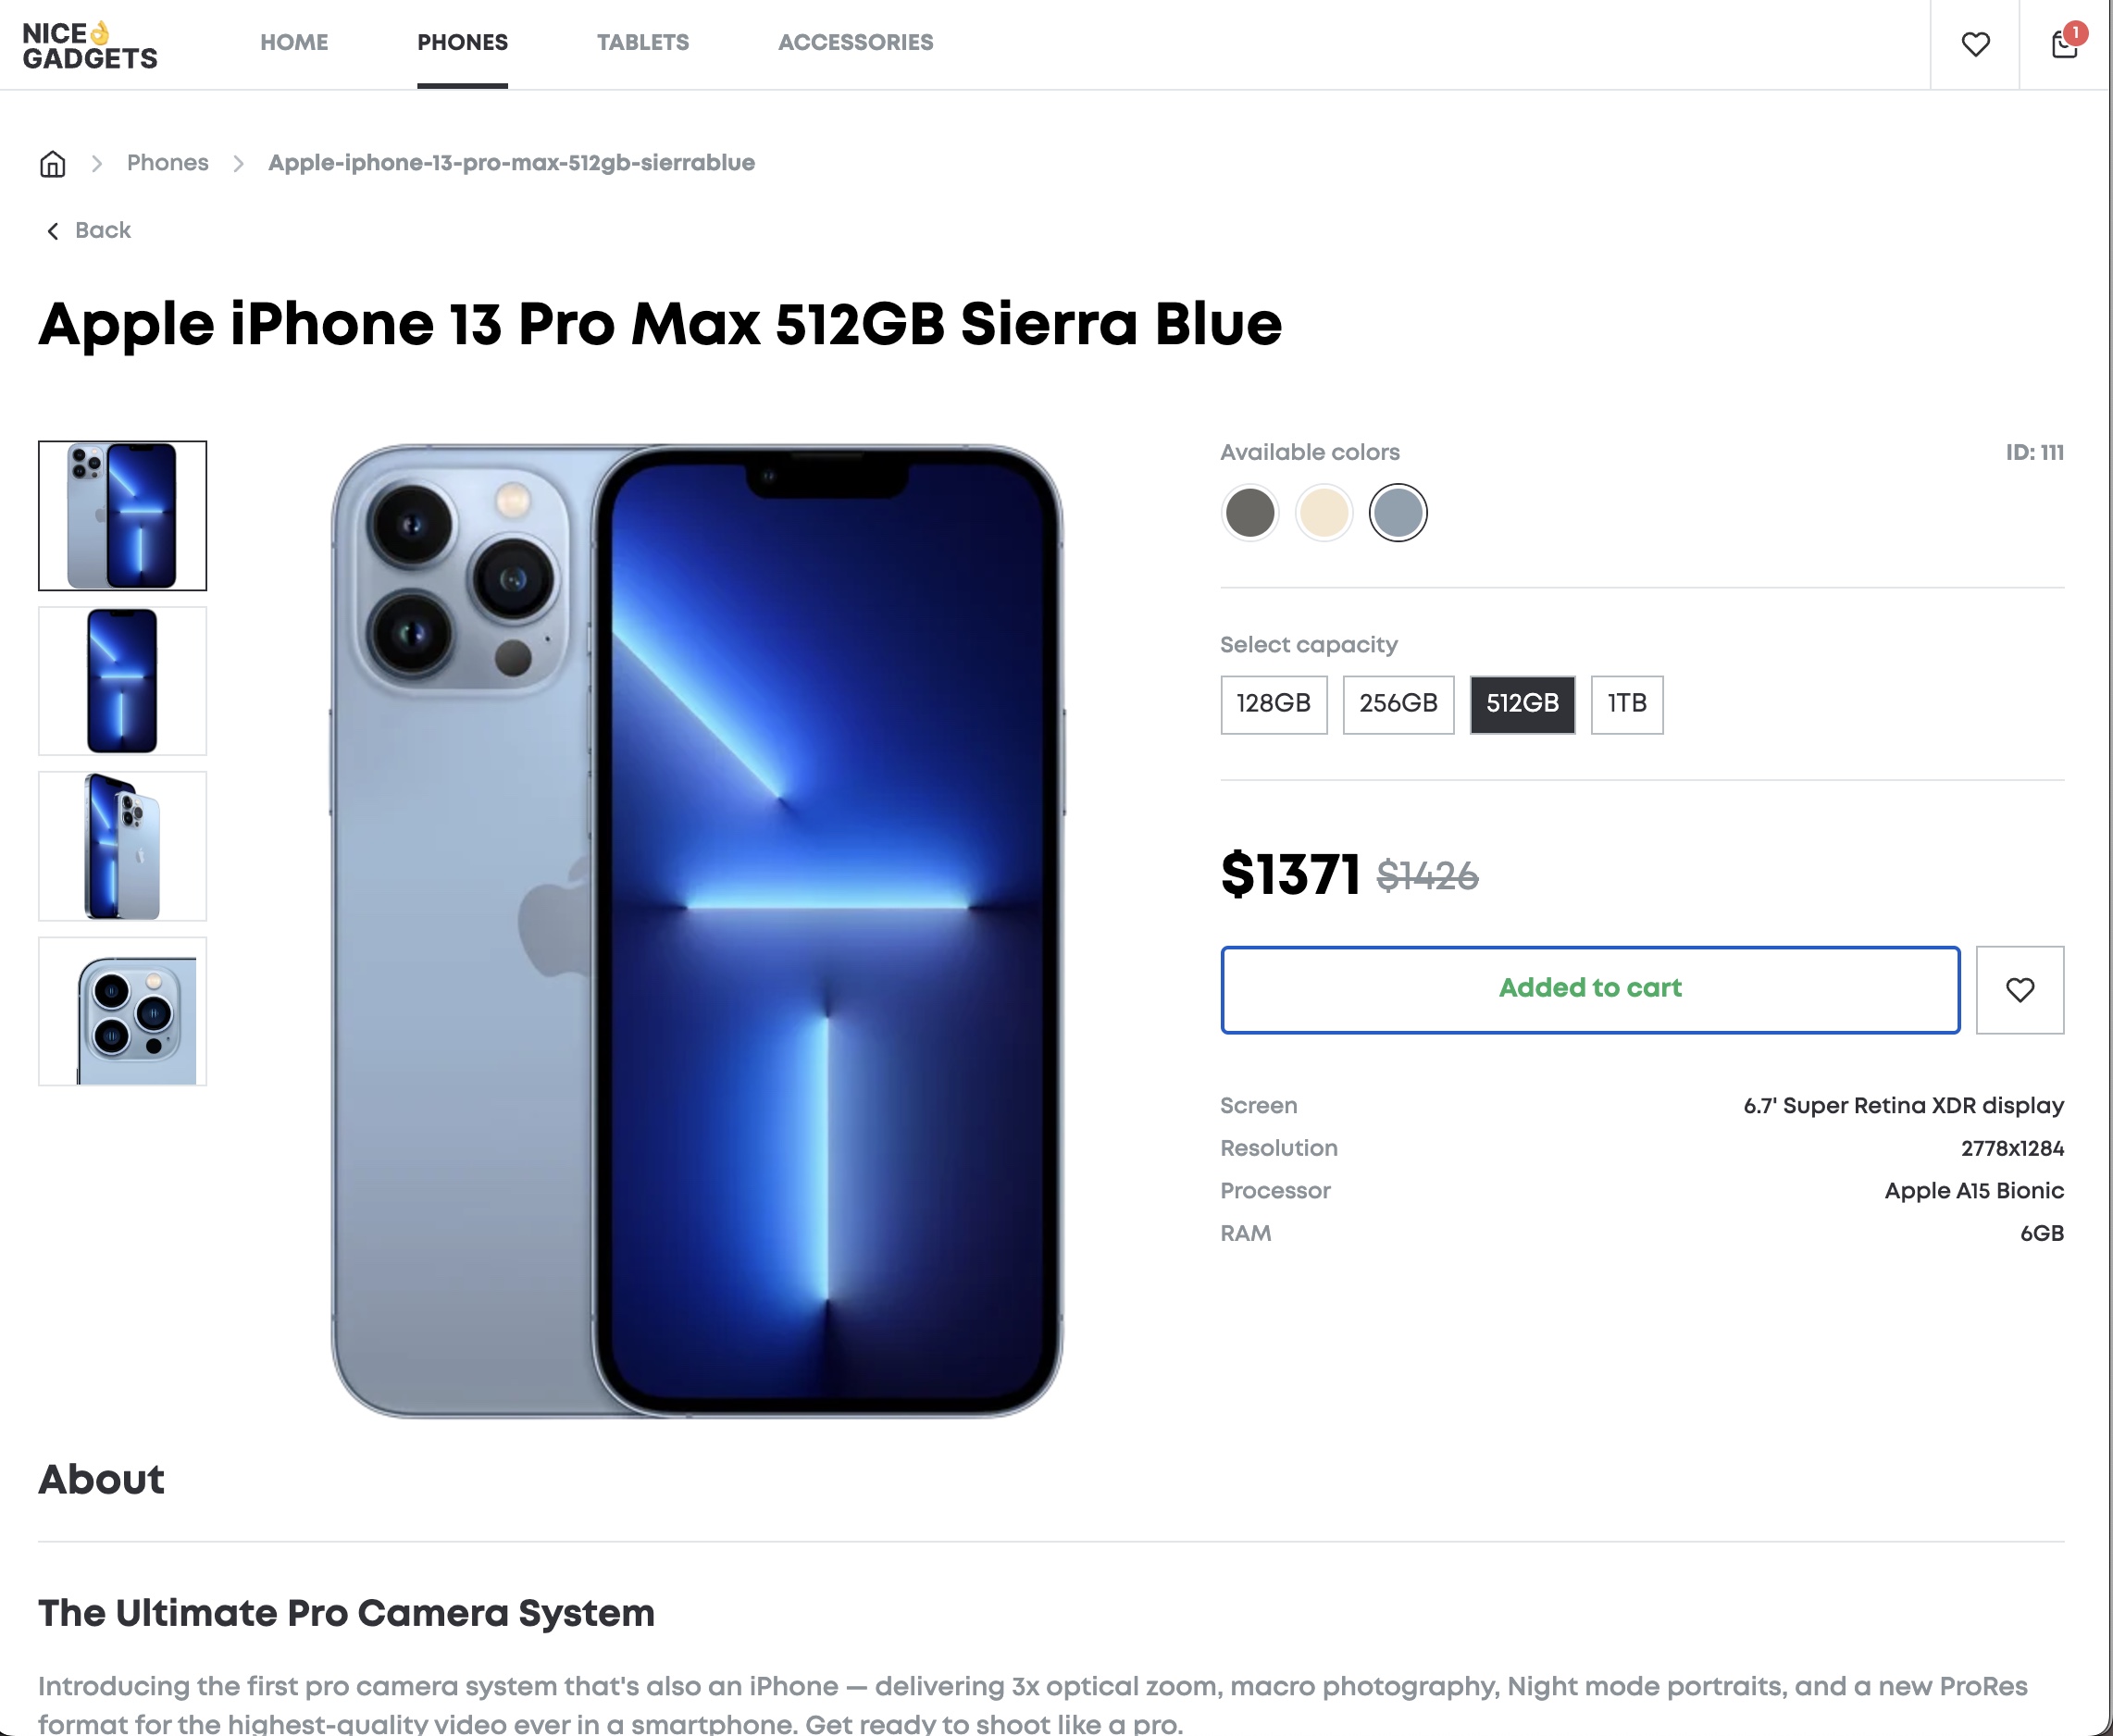 NICE👌
GADGETS
HOME
PHONES
TABLETS
ACCESSORIES
1
Phones
Apple-iphone-13-pro-max-512gb-sierrablue
Back
Apple iPhone 13 Pro Max 512GB Sierra Blue
Available colors
ID: 111
Select capacity
128GB
256GB
512GB
1TB
$1371 $1426
Added to cart
Screen
6.7' Super Retina XDR display
Resolution
2778x1284
Processor
Apple A15 Bionic
RAM
6GB
About
The Ultimate Pro Camera System
Introducing the first pro camera system that's also an iPhone — delivering 3x optical zoom, macro photography, Night mode portraits, and a new ProRes
format for the highest-quality video ever in a smartphone. Get ready to shoot like a pro.